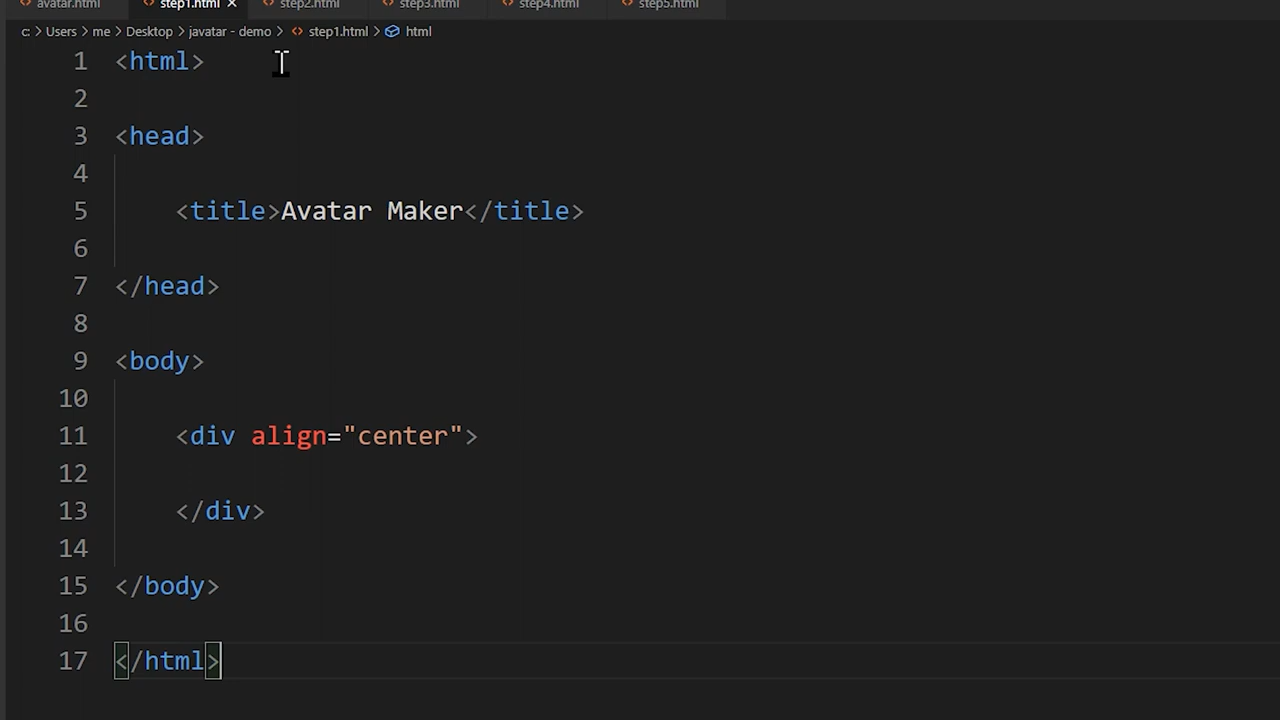 avatar.html step1.html step2.html step3.html step4.html step5.html
c: > Users > me > Desktop > javatar - demo > step1.html > html
1 <html>
2
3 <head>
4
5 <title>Avatar Maker</title>
6
7 </head>
8
9 <body>
10
11 <div align="center">
12
13 </div>
14
15 </body>
16
17 </html>